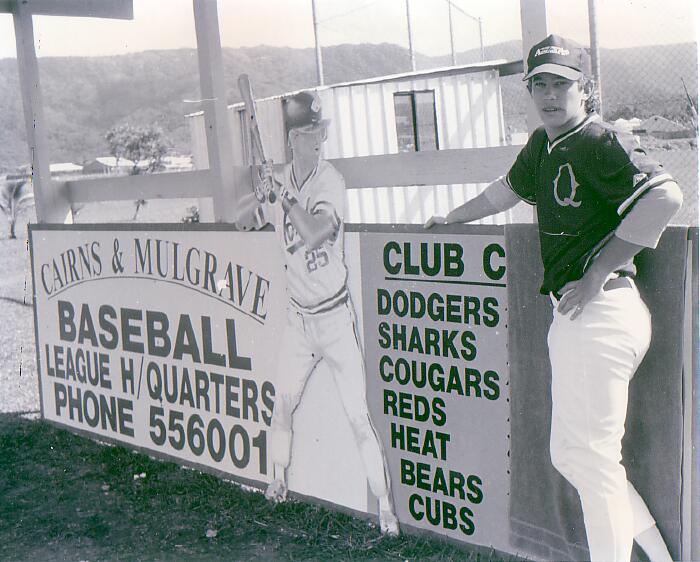 CAIRNS & MULGRAVE
BASEBALL
LEAGUE H/QUARTERS
PHONE 556001
25
CLUB C
DODGERS
SHARKS
COUGARS
REDS
HEAT
BEARS
CUBS
Q